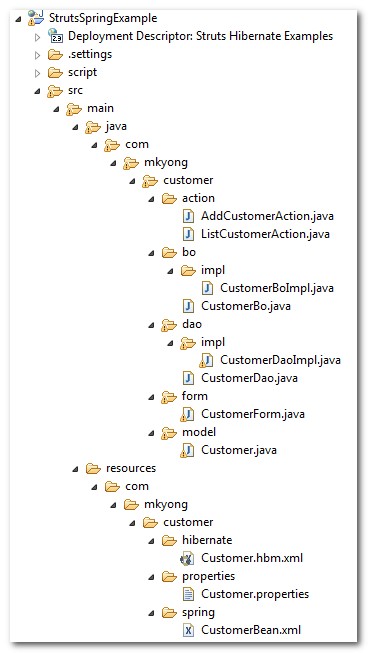 StrutsSpringExample
Deployment Descriptor: Struts Hibernate Examples
.settings
script
src
main
java
com
mkyong
customer
action
AddCustomerAction.java
ListCustomerAction.java
bo
impl
CustomerBoImpl.java
CustomerBo.java
dao
impl
CustomerDaoImpl.java
CustomerDao.java
form
CustomerForm.java
model
Customer.java
resources
com
mkyong
customer
hibernate
Customer.hbm.xml
properties
Customer.properties
spring
CustomerBean.xml